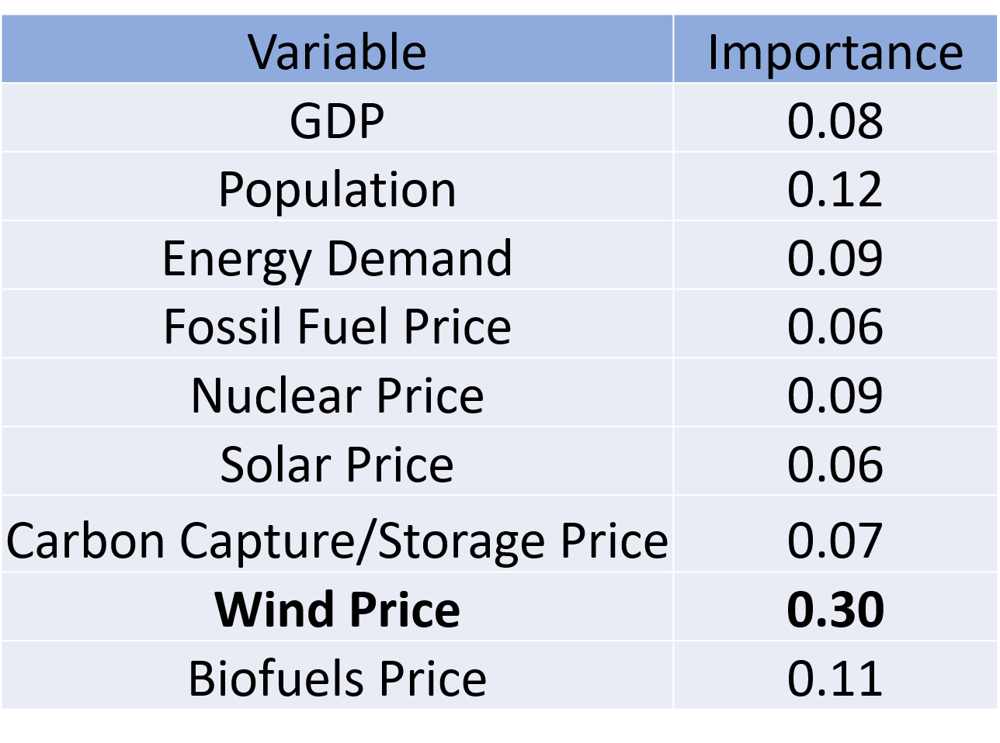 Variable Importance
GDP 0.08
Population 0.12
Energy Demand 0.09
Fossil Fuel Price 0.06
Nuclear Price 0.09
Solar Price 0.06
Carbon Capture/Storage Price 0.07
Wind Price 0.30
Biofuels Price 0.11